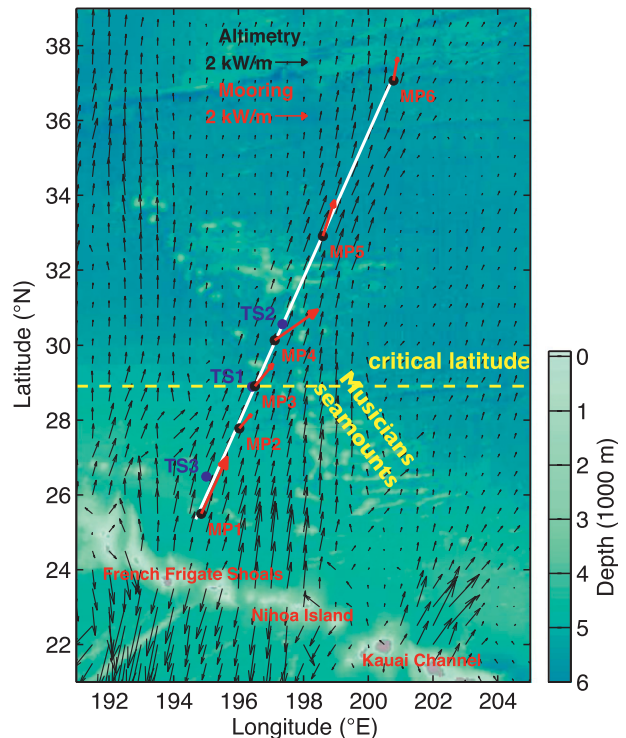 Altimetry
2 kW/m
Mooring
2 kW/m
MP6
MP5
TS2
MP4
critical latitude
TS1
MP3
Musicians
seamounts
MP2
TS3
MP1
French Frigate Shoals
Nihoa Island
Kauai Channel
38
36
34
32
30
28
26
24
22
Latitude (°N)
192
194
196
198
200
202
204
Longitude (°E)
0
1
2
3
4
5
6
Depth (1000 m)